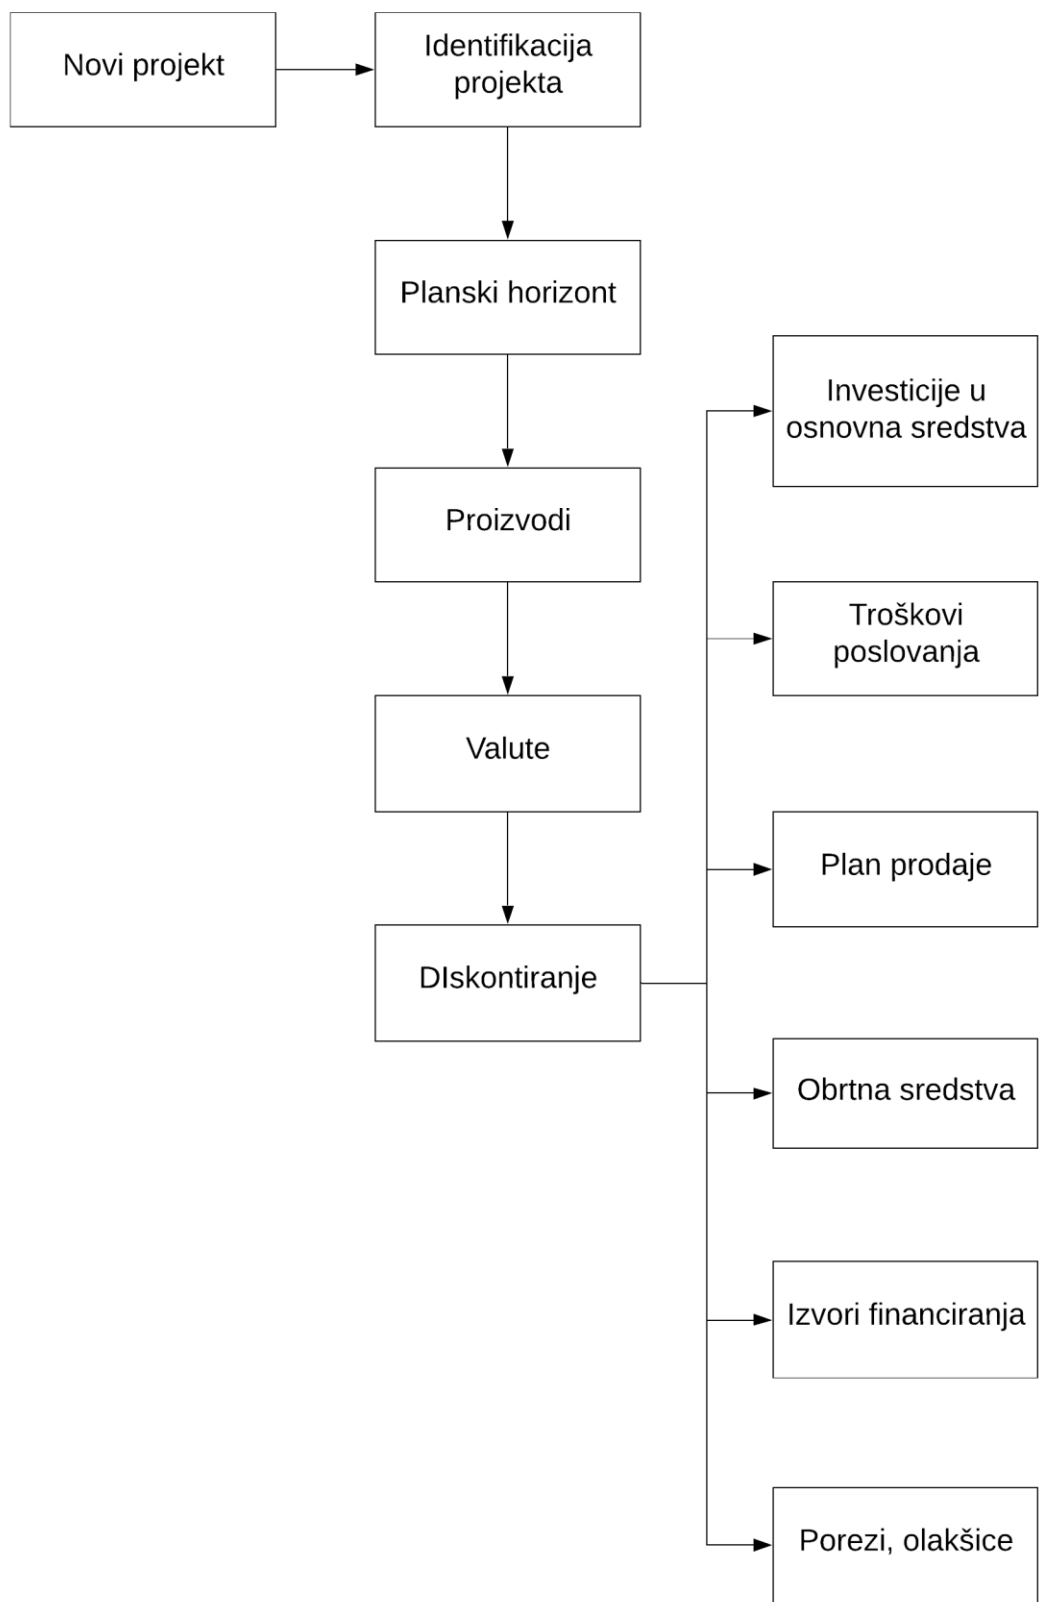 Novi projekt
Identifikacija
projekta
Planski horizont
Proizvodi
Valute
DIskontiranje
Investicije u
osnovna sredstva
Troškovi
poslovanja
Plan prodaje
Obrtna sredstva
Izvori financiranja
Porezi, olakšice